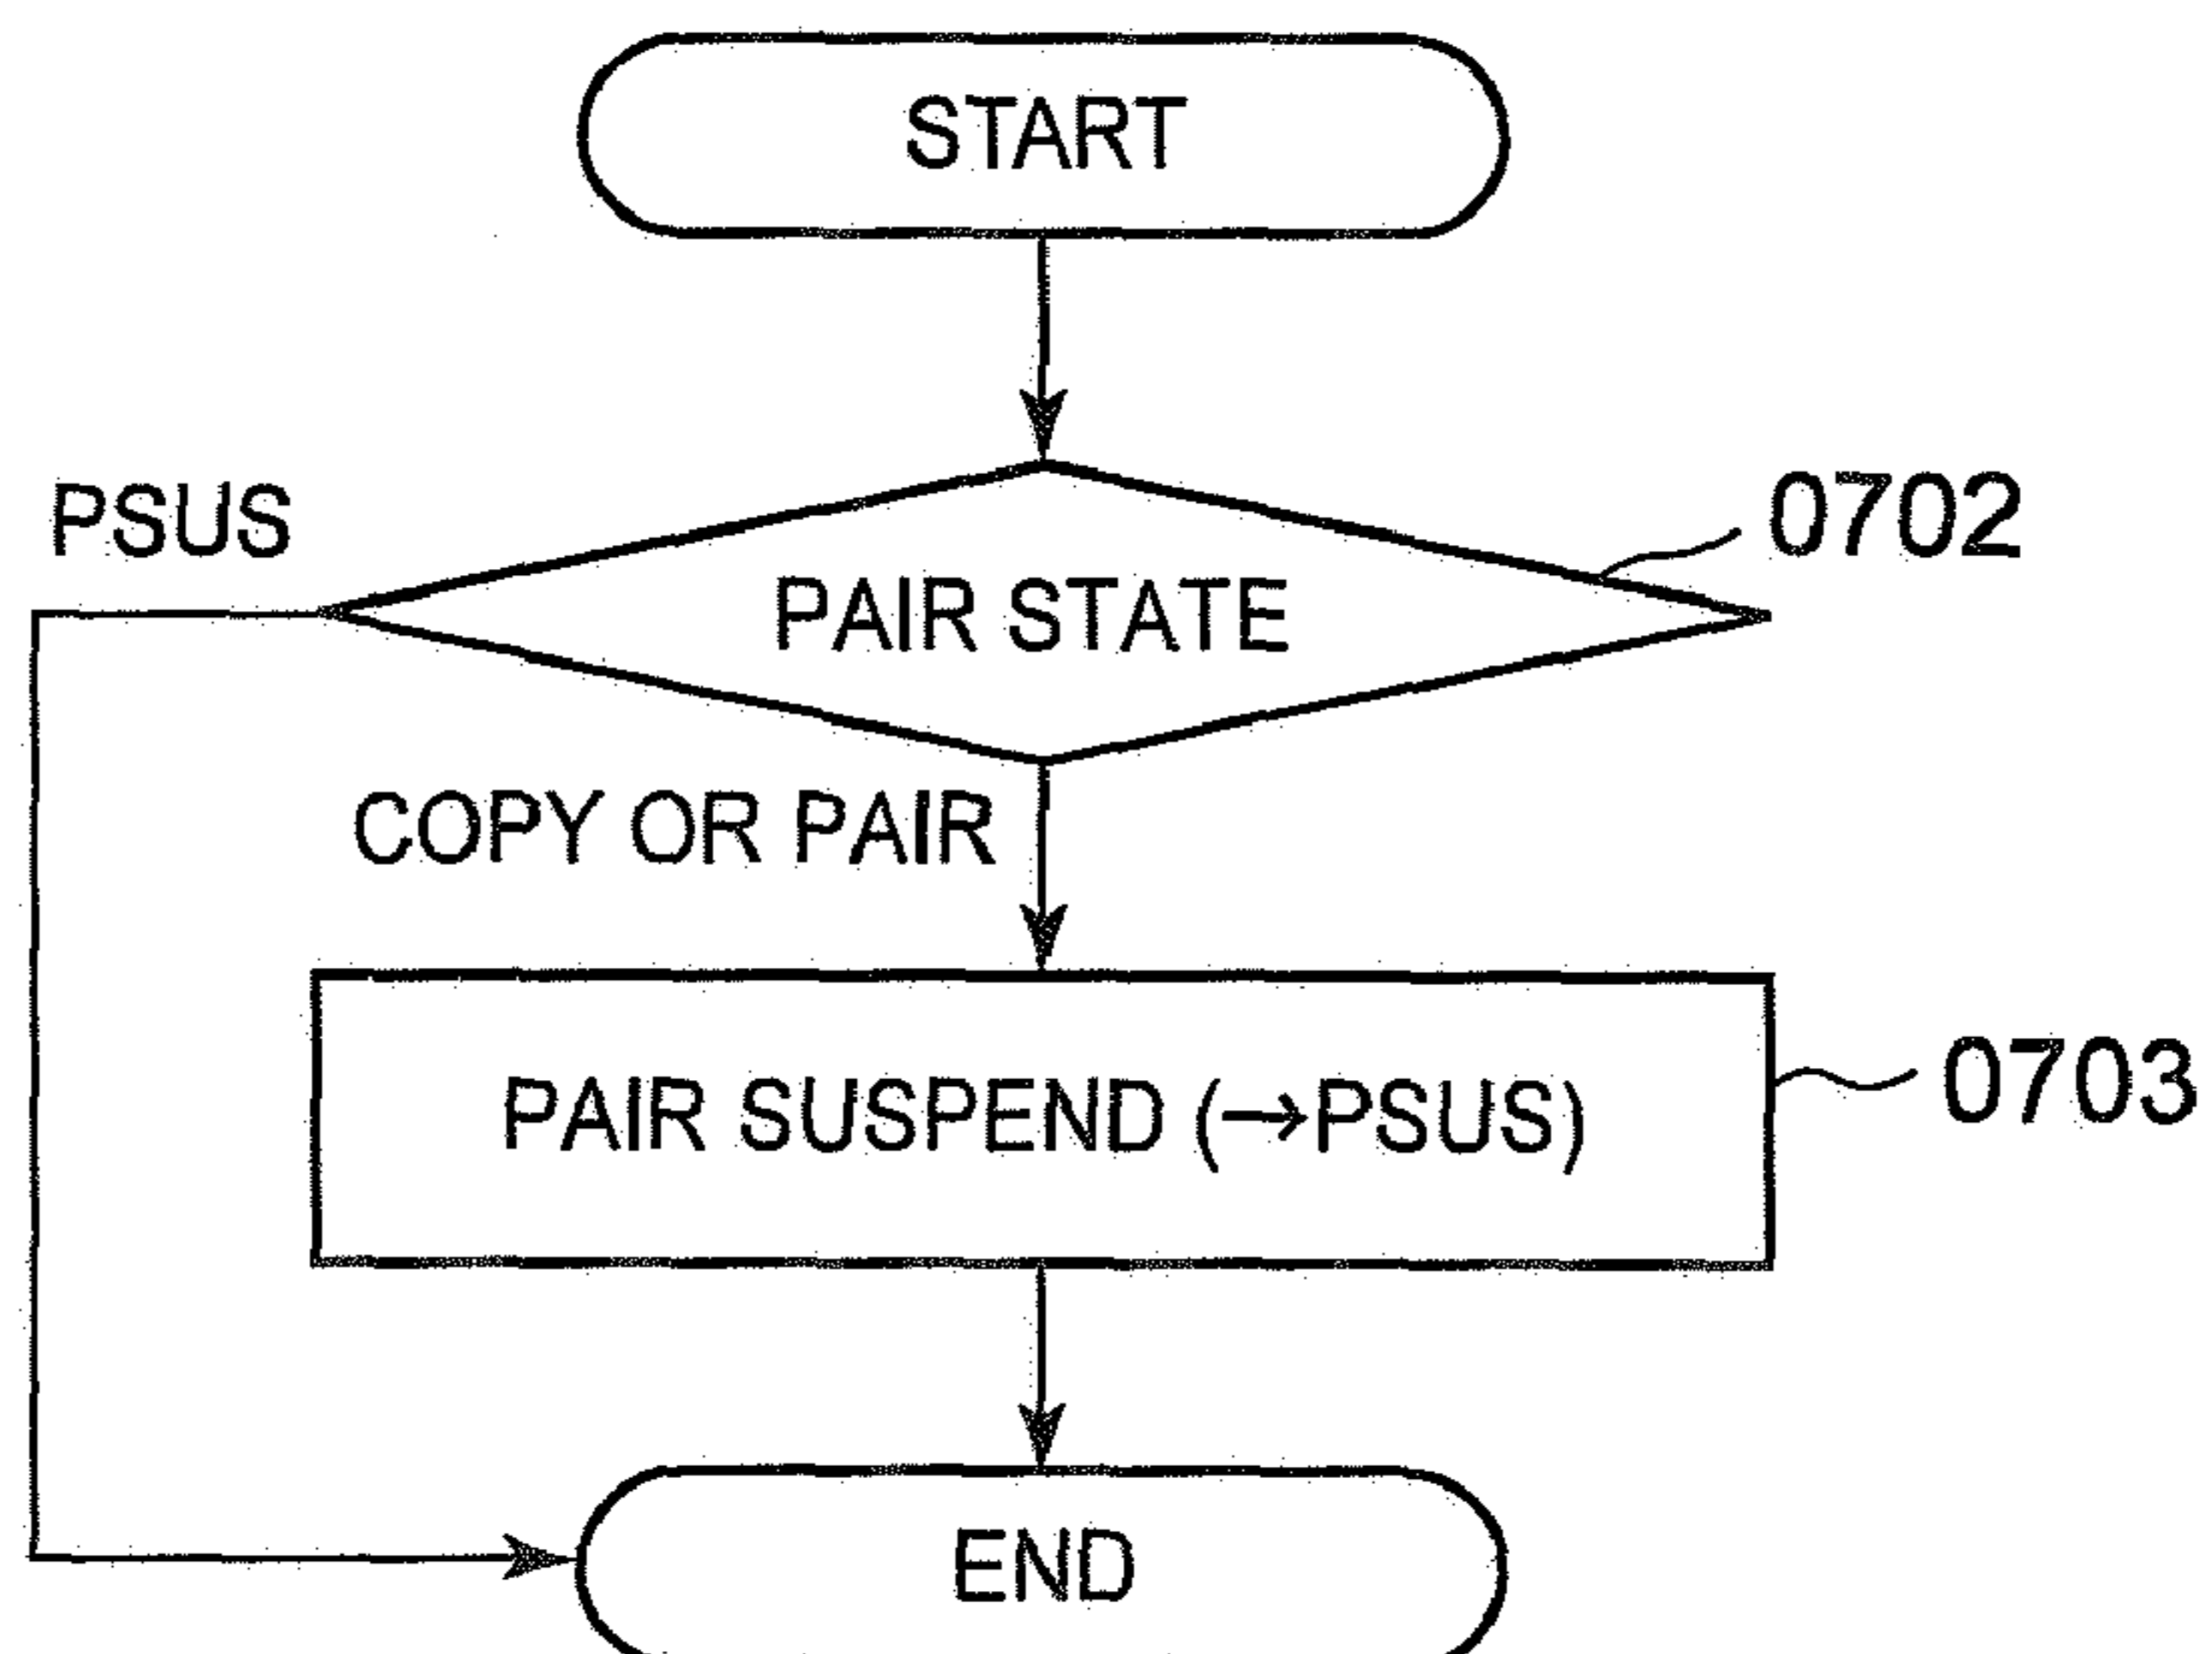 START
PSUS
0702
PAIR STATE
COPY OR PAIR
PAIR SUSPEND (→PSUS)
0703
END